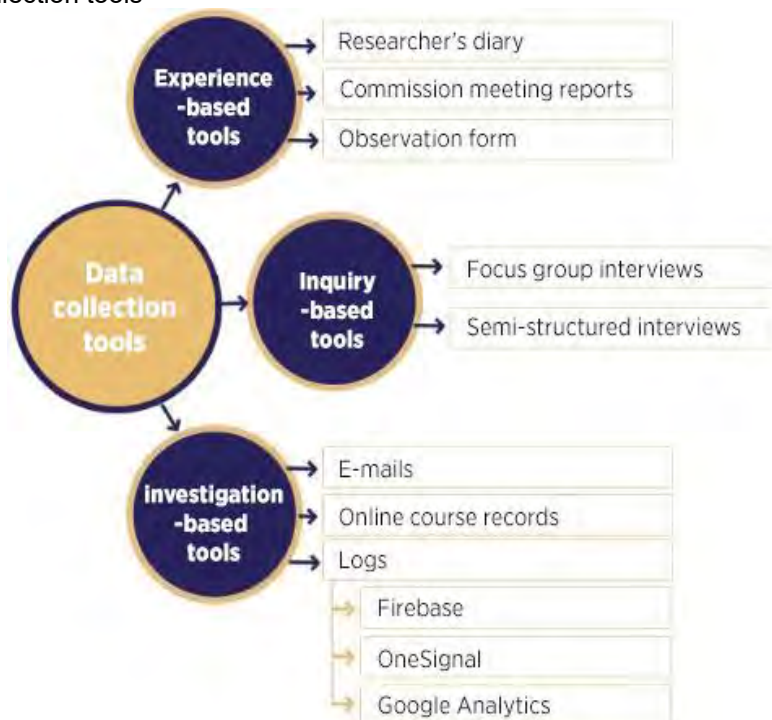 Experience
-based
tools
Researcher's diary
Commission meeting reports
Observation form
Data
collection
tools
Inquiry
-based
tools
Focus group interviews
Semi-structured interviews
investigation
-based
tools
E-mails
Online course records
Logs
Firebase
OneSignal
Google Analytics